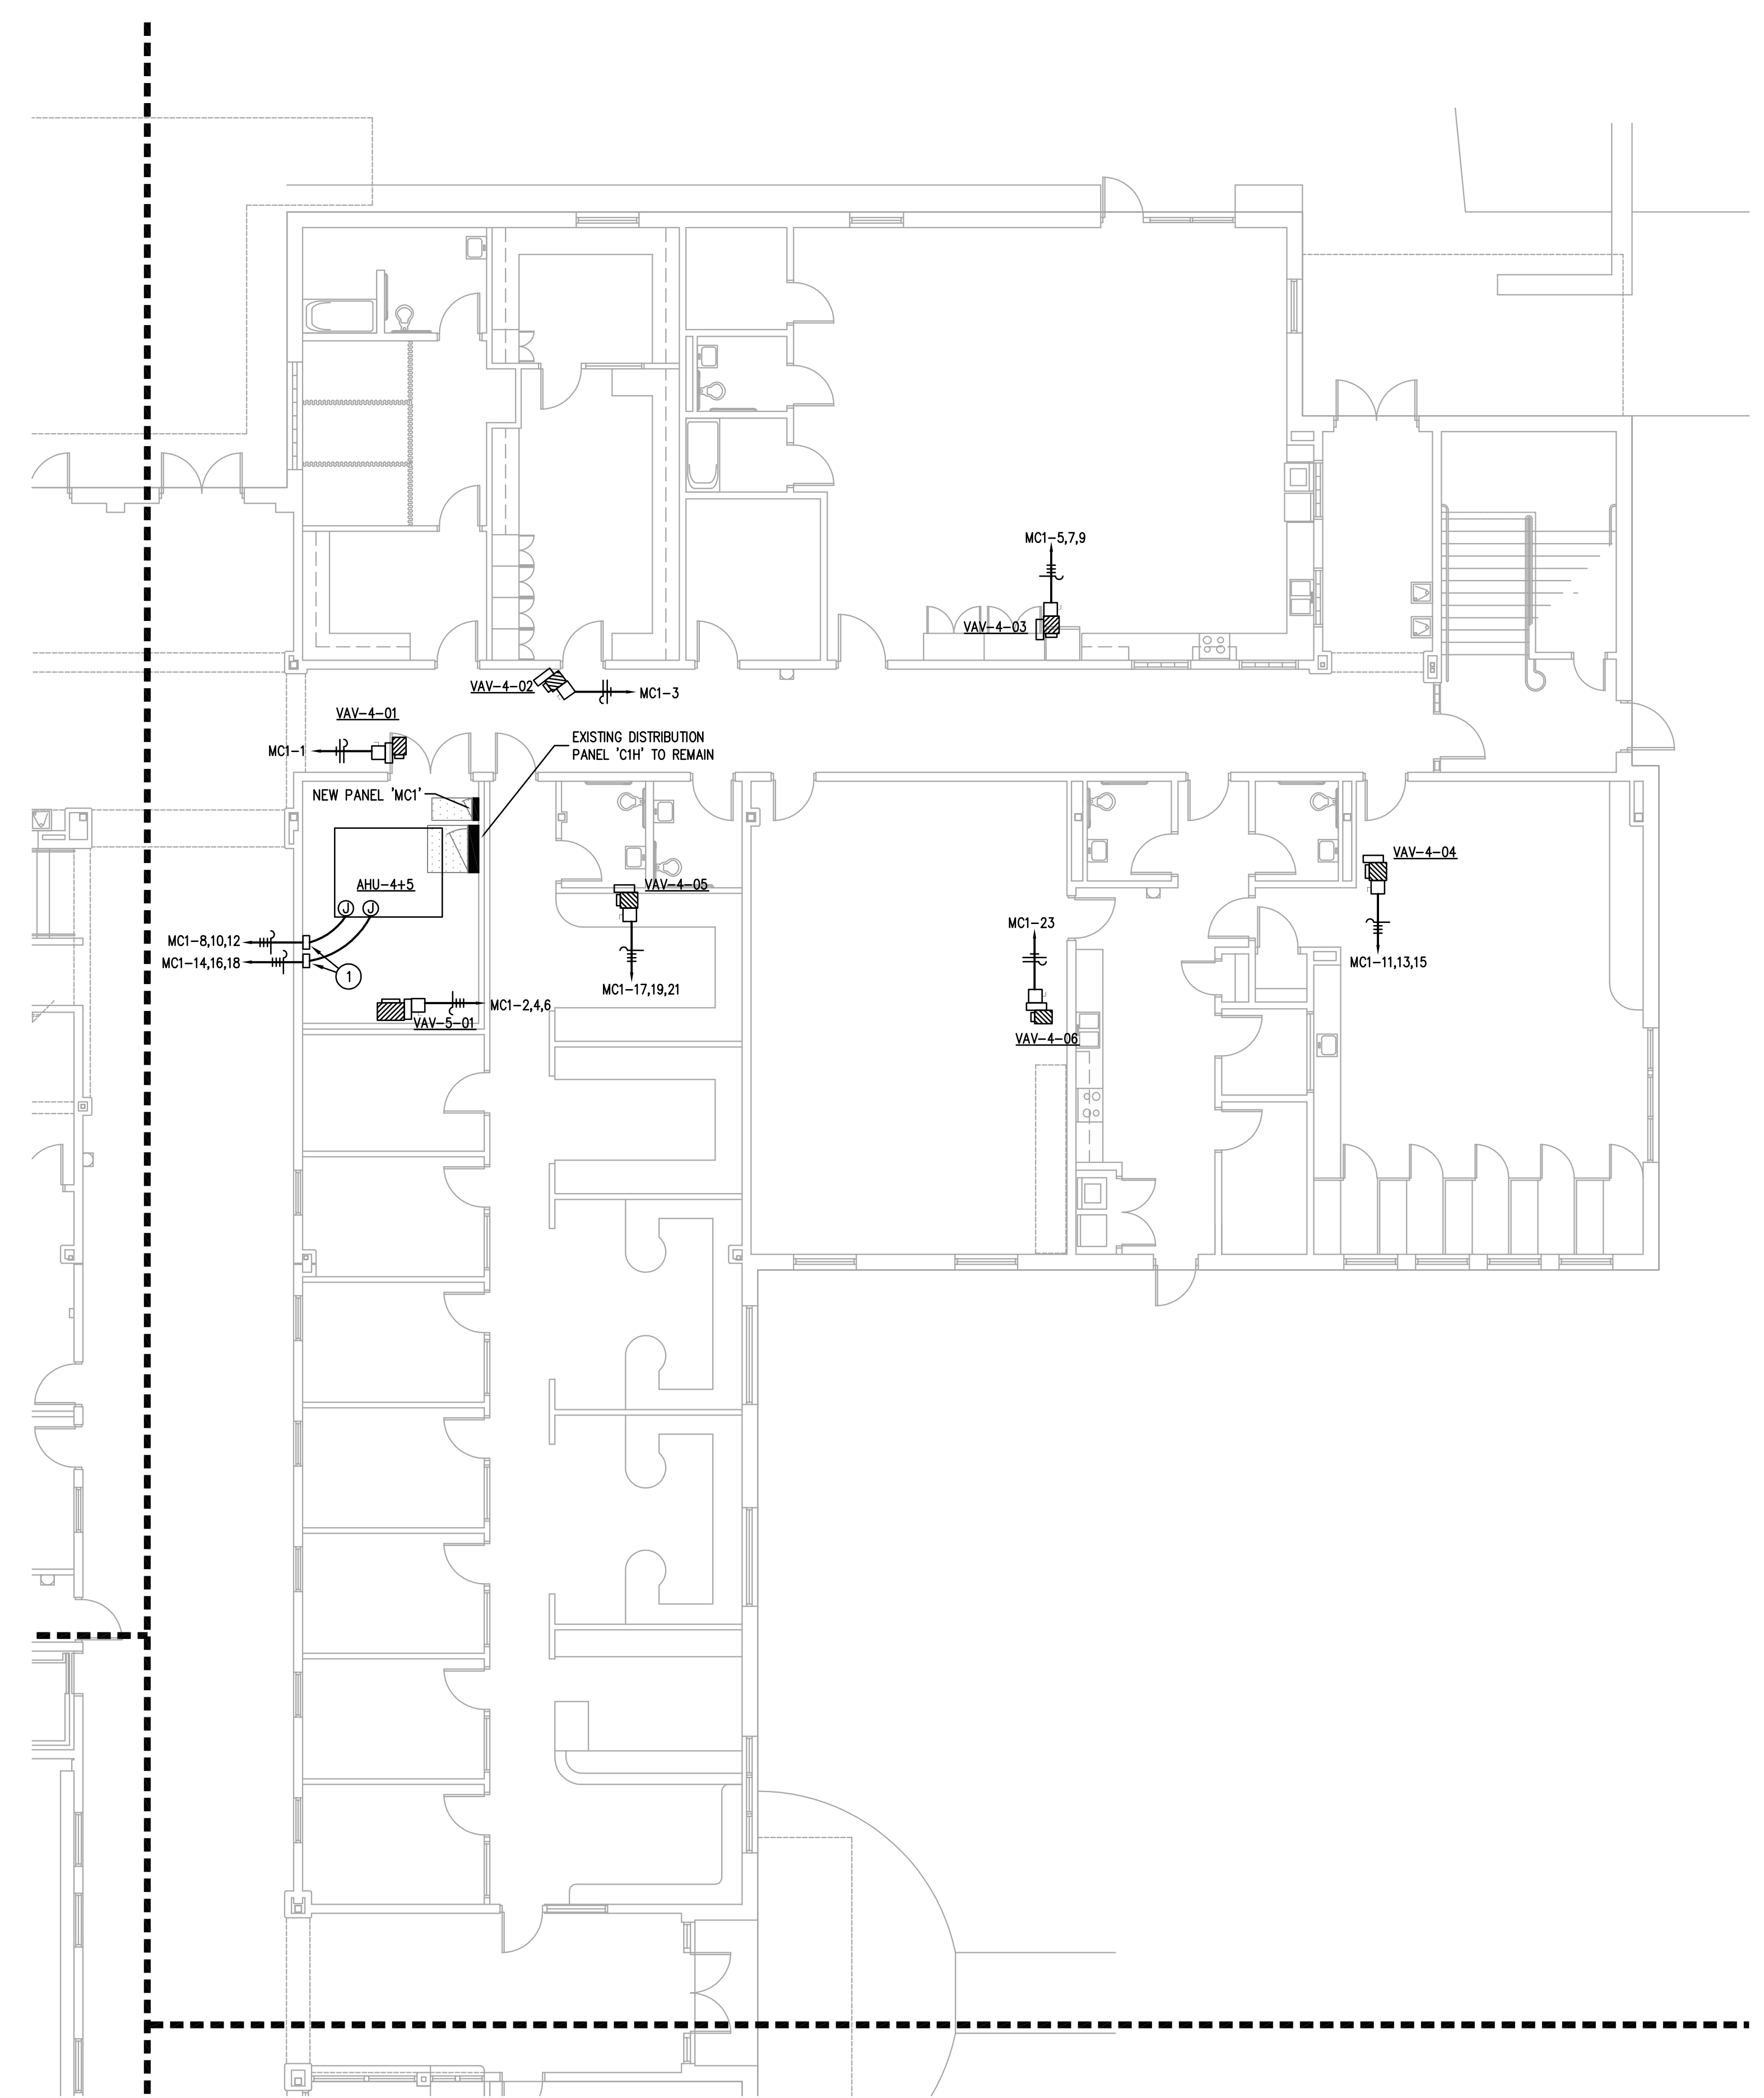 MC1-5,7,9
VAV-4-03
VAV-4-02
MC1-3
VAV-4-01
MC1-1
EXISTING DISTRIBUTION
PANEL 'C1H' TO REMAIN
NEW PANEL 'MC1'
AHU-4+5
J J
MC1-8,10,12
MC1-14,16,18
1
MC1-2,4,6
VAV-5-01
VAV-4-05
MC1-17,19,21
MC1-23
VAV-4-06
VAV-4-04
MC1-11,13,15